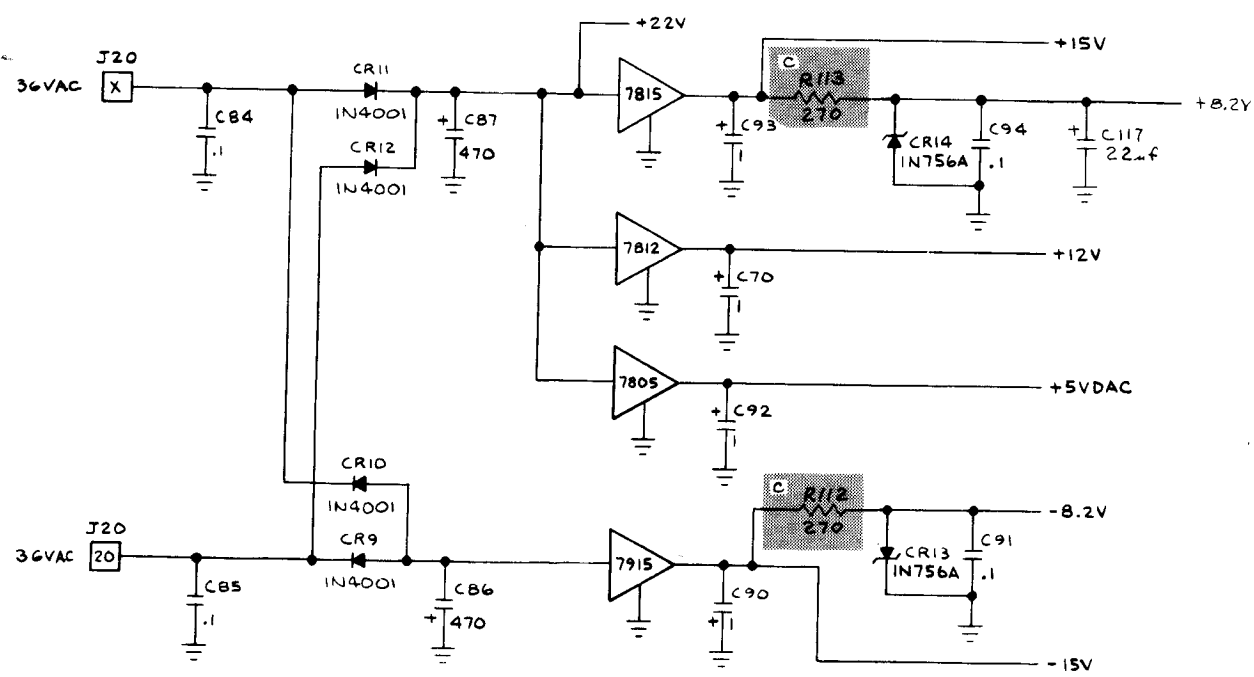 +22V
J20
36VAC
X
C84
.1
CR11
1N4001
CR12
1N4001
+ C87
470
7815
+ C93
1
+15V
C
R113
270
CR14
1N756A
C94
.1
+ C117
22uf
+8.2V
7812
+ C70
1
+12V
7805
+ C92
1
+5VDAC
CR10
1N4001
J20
36VAC
20
C85
.1
CR9
1N4001
C86
+ 470
7915
C90
+ 1
C
R112
270
-8.2V
CR13
1N756A
C91
.1
-15V